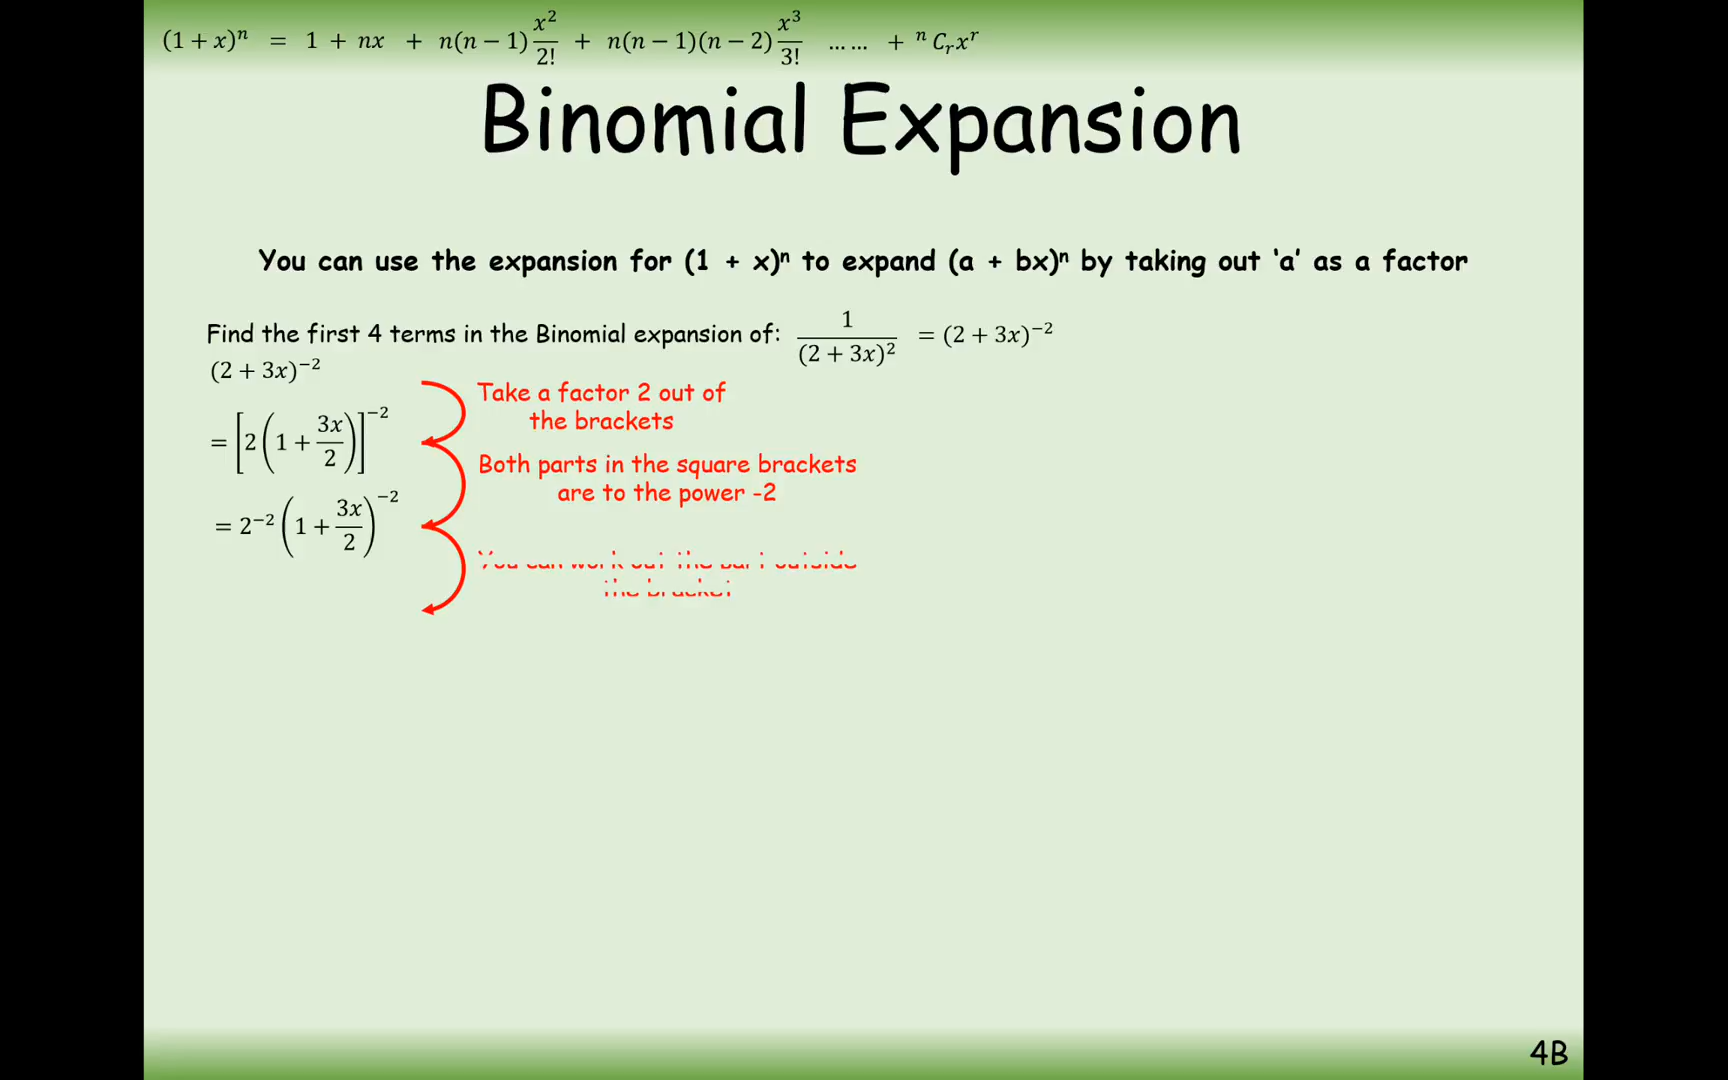 (1 + x)ⁿ = 1 + nx + n(n − 1) x²/2! + n(n − 1)(n − 2) x³/3! …… + ⁿCᵣxʳ
Binomial Expansion
You can use the expansion for (1 + x)ⁿ to expand (a + bx)ⁿ by taking out ‘a’ as a factor
Find the first 4 terms in the Binomial expansion of: 1/(2 + 3x)² = (2 + 3x)⁻²
(2 + 3x)⁻²
Take a factor 2 out of
the brackets
= [2(1 + 3x/2)]⁻²
Both parts in the square brackets
are to the power -2
= 2⁻²(1 + 3x/2)⁻²
You can work out the part outside
the bracket
4B